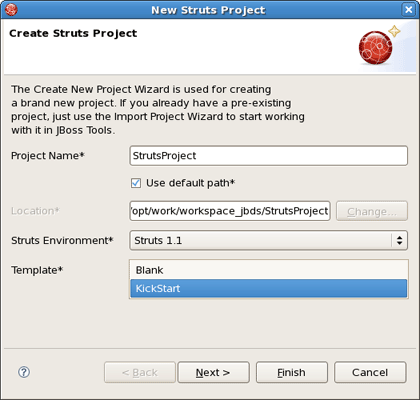 New Struts Project
Create Struts Project
The Create New Project Wizard is used for creating
a brand new project. If you already have a pre-existing
project, just use the Import Project Wizard to start working
with it in JBoss Tools.
Project Name* StrutsProject
Use default path*
Location* /opt/work/workspace_jbds/StrutsProject Change...
Struts Environment* Struts 1.1
Template* Blank
KickStart
? < Back Next > Finish Cancel